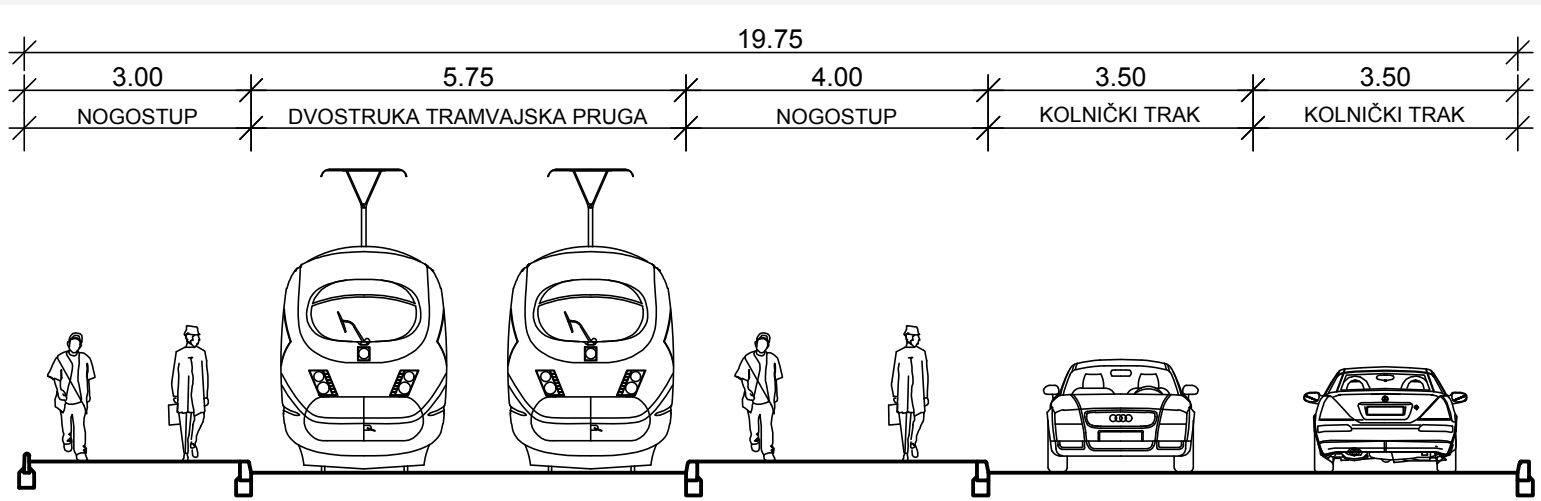 19.75
3.00 5.75 4.00 3.50 3.50
NOGOSTUP DVOSTRUKA TRAMVAJSKA PRUGA NOGOSTUP KOLNIČKI TRAK KOLNIČKI TRAK